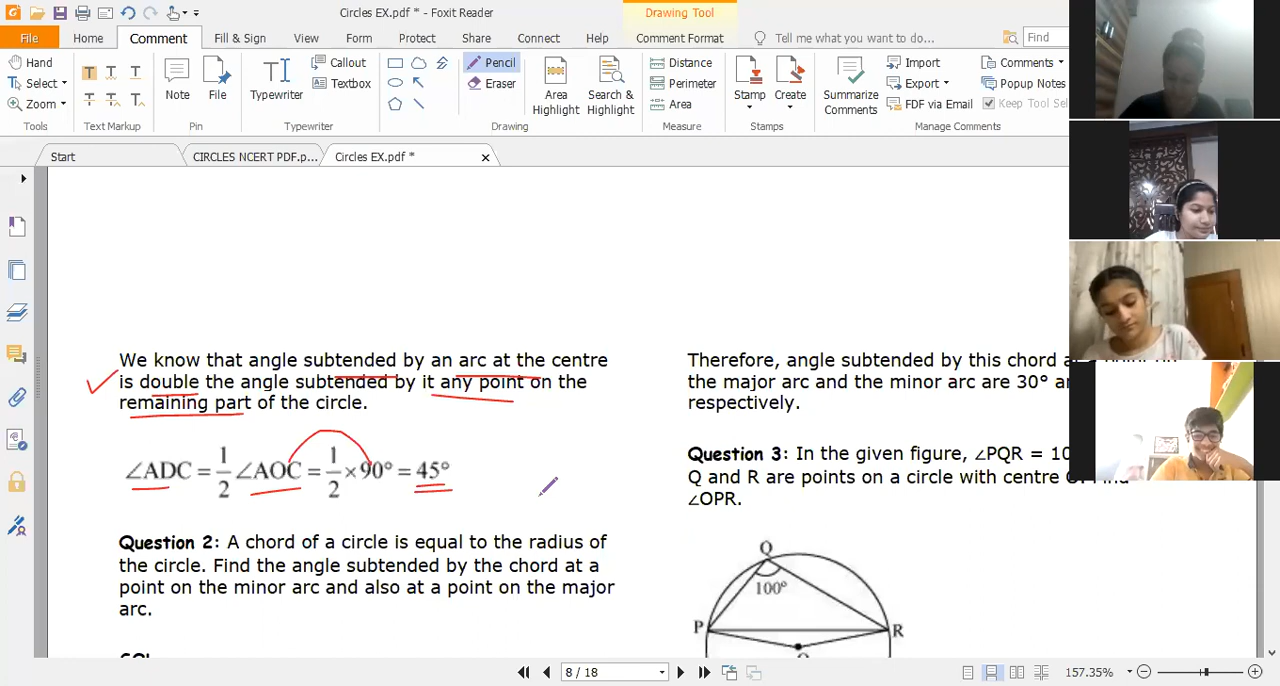 Circles EX.pdf * - Foxit Reader
Drawing Tool
File Home Comment Fill & Sign View Form Protect Share Connect Help Comment Format Tell me what you want to do... Find
Hand
Select
Zoom
Tools
Text Markup
Note
File
Pin
Typewriter
Callout
Textbox
Typewriter
Pencil
Eraser
Drawing
Area Highlight
Search & Highlight
Distance
Perimeter
Area
Measure
Stamp
Create
Stamps
Summarize Comments
Import
Export
FDF via Email
Comments
Popup Notes
Keep Tool Sel
Manage Comments
Start
CIRCLES NCERT PDF.p...
Circles EX.pdf *
We know that angle subtended by an arc at the centre
is double the angle subtended by it any point on the
remaining part of the circle.
∠ADC = 1/2 ∠AOC = 1/2 × 90° = 45°
Question 2: A chord of a circle is equal to the radius of
the circle. Find the angle subtended by the chord at a
point on the minor arc and also at a point on the major
arc.
Therefore, angle subtended by this chord at a point on
the major arc and the minor arc are 30° a
respectively.
Question 3: In the given figure, ∠PQR = 10
Q and R are points on a circle with centre O. Find
∠OPR.
Q
100°
P
R
8 / 18
157.35%